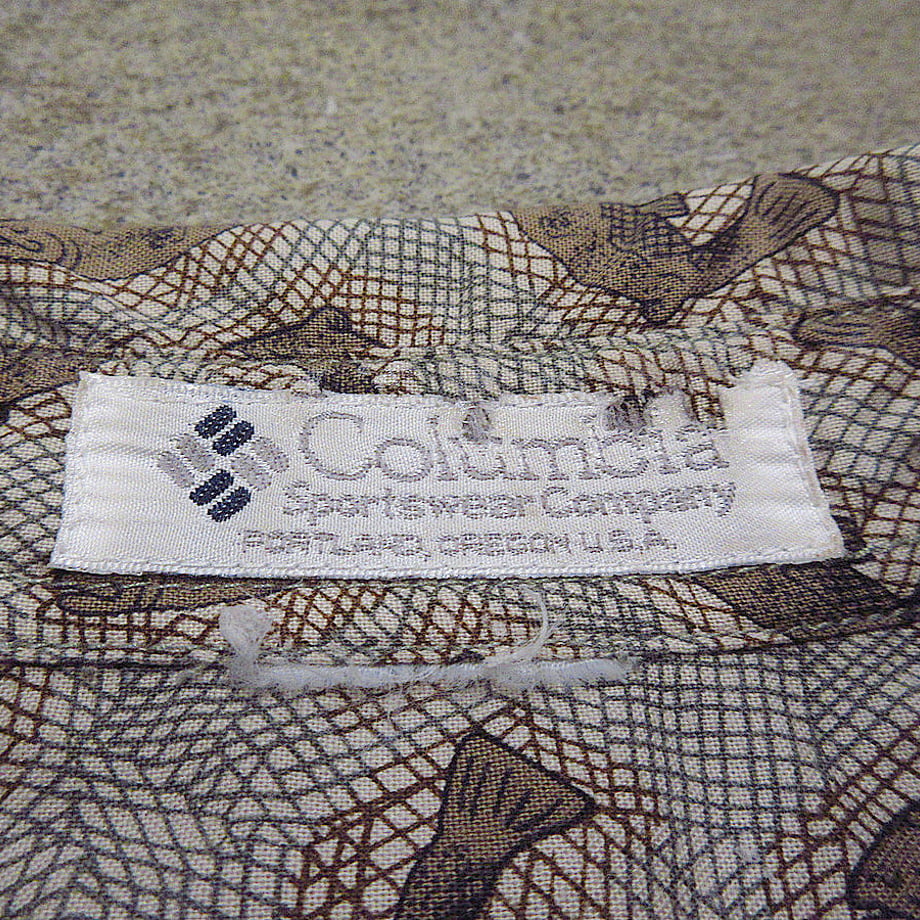 Columbia
Sportswear Company
PORTLAND, OREGON U.S.A.